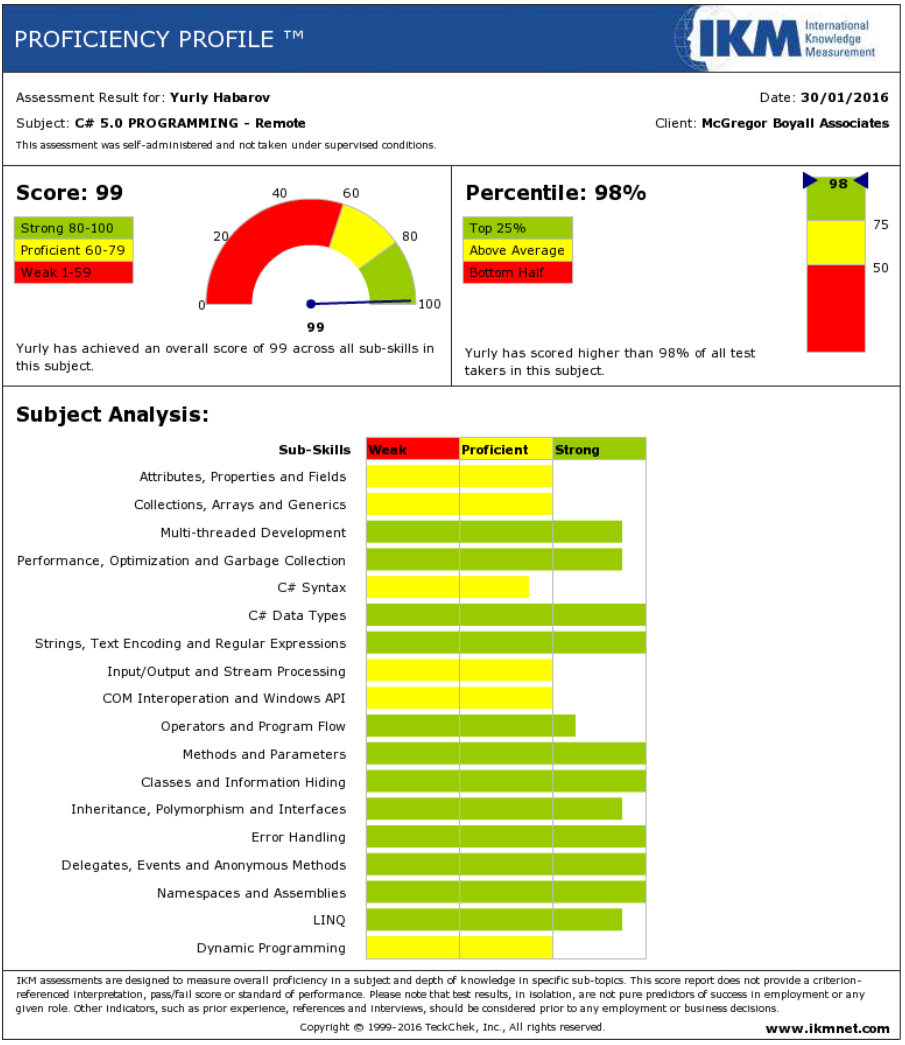 PROFICIENCY PROFILE ™
IKM International
Knowledge
Measurement
Assessment Result for: Yurly Habarov
Date: 30/01/2016
Subject: C# 5.0 PROGRAMMING - Remote
Client: McGregor Boyall Associates
This assessment was self-administered and not taken under supervised conditions.
Score: 99
Strong 80-100
Proficient 60-79
Weak 1-59
0
20
40
60
80
100
99
Yurly has achieved an overall score of 99 across all sub-skills in
this subject.
Percentile: 98%
Top 25%
Above Average
Bottom Half
98
75
50
Yurly has scored higher than 98% of all test
takers in this subject.
Subject Analysis:
Sub-Skills Weak Proficient Strong
Attributes, Properties and Fields
Collections, Arrays and Generics
Multi-threaded Development
Performance, Optimization and Garbage Collection
C# Syntax
C# Data Types
Strings, Text Encoding and Regular Expressions
Input/Output and Stream Processing
COM Interoperation and Windows API
Operators and Program Flow
Methods and Parameters
Classes and Information Hiding
Inheritance, Polymorphism and Interfaces
Error Handling
Delegates, Events and Anonymous Methods
Namespaces and Assemblies
LINQ
Dynamic Programming
IKM assessments are designed to measure overall proficiency in a subject and depth of knowledge in specific sub-topics. This score report does not provide a criterion-
referenced interpretation, pass/fail score or standard of performance. Please note that test results, in isolation, are not pure predictors of success in employment or any
given role. Other indicators, such as prior experience, references and interviews, should be considered prior to any employment or business decisions.
Copyright © 1999-2016 TeckChek, Inc., All rights reserved.
www.ikmnet.com